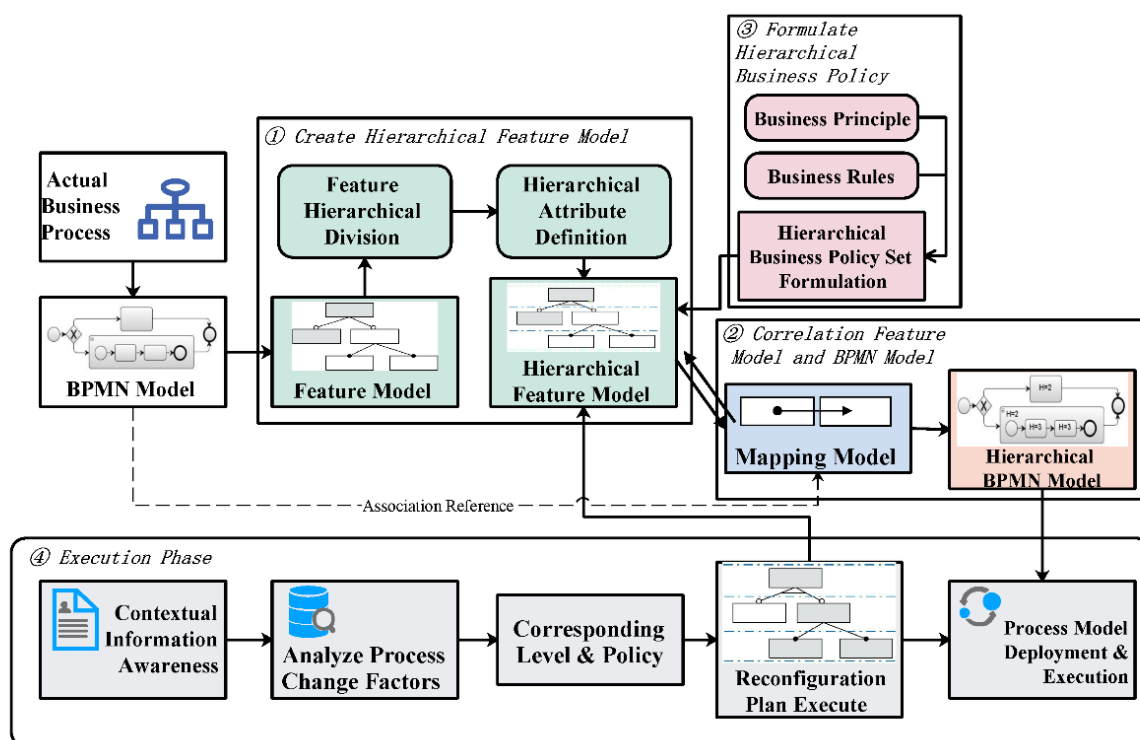 ③ Formulate
Hierarchical
Business Policy
Business Principle
Business Rules
Hierarchical
Business Policy Set
Formulation
① Create Hierarchical Feature Model
Actual
Business
Process
Feature
Hierarchical
Division
Hierarchical
Attribute
Definition
BPMN Model
Feature Model
Hierarchical
Feature Model
② Correlation Feature
Model and BPMN Model
Mapping Model
H=2
H=2
H=3
H=3
Hierarchical
BPMN Model
Association Reference
④ Execution Phase
Contextual
Information
Awareness
Analyze Process
Change Factors
Corresponding
Level & Policy
Reconfiguration
Plan Execute
Process Model
Deployment &
Execution